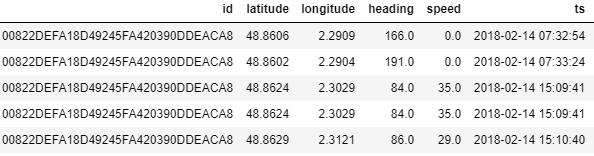 id latitude longitude heading speed ts
00822DEFA18D49245FA420390DDEACA8 48.8606 2.2909 166.0 0.0 2018-02-14 07:32:54
00822DEFA18D49245FA420390DDEACA8 48.8602 2.2904 191.0 0.0 2018-02-14 07:33:24
00822DEFA18D49245FA420390DDEACA8 48.8624 2.3029 84.0 35.0 2018-02-14 15:09:41
00822DEFA18D49245FA420390DDEACA8 48.8624 2.3029 84.0 35.0 2018-02-14 15:09:41
00822DEFA18D49245FA420390DDEACA8 48.8629 2.3121 86.0 29.0 2018-02-14 15:10:40